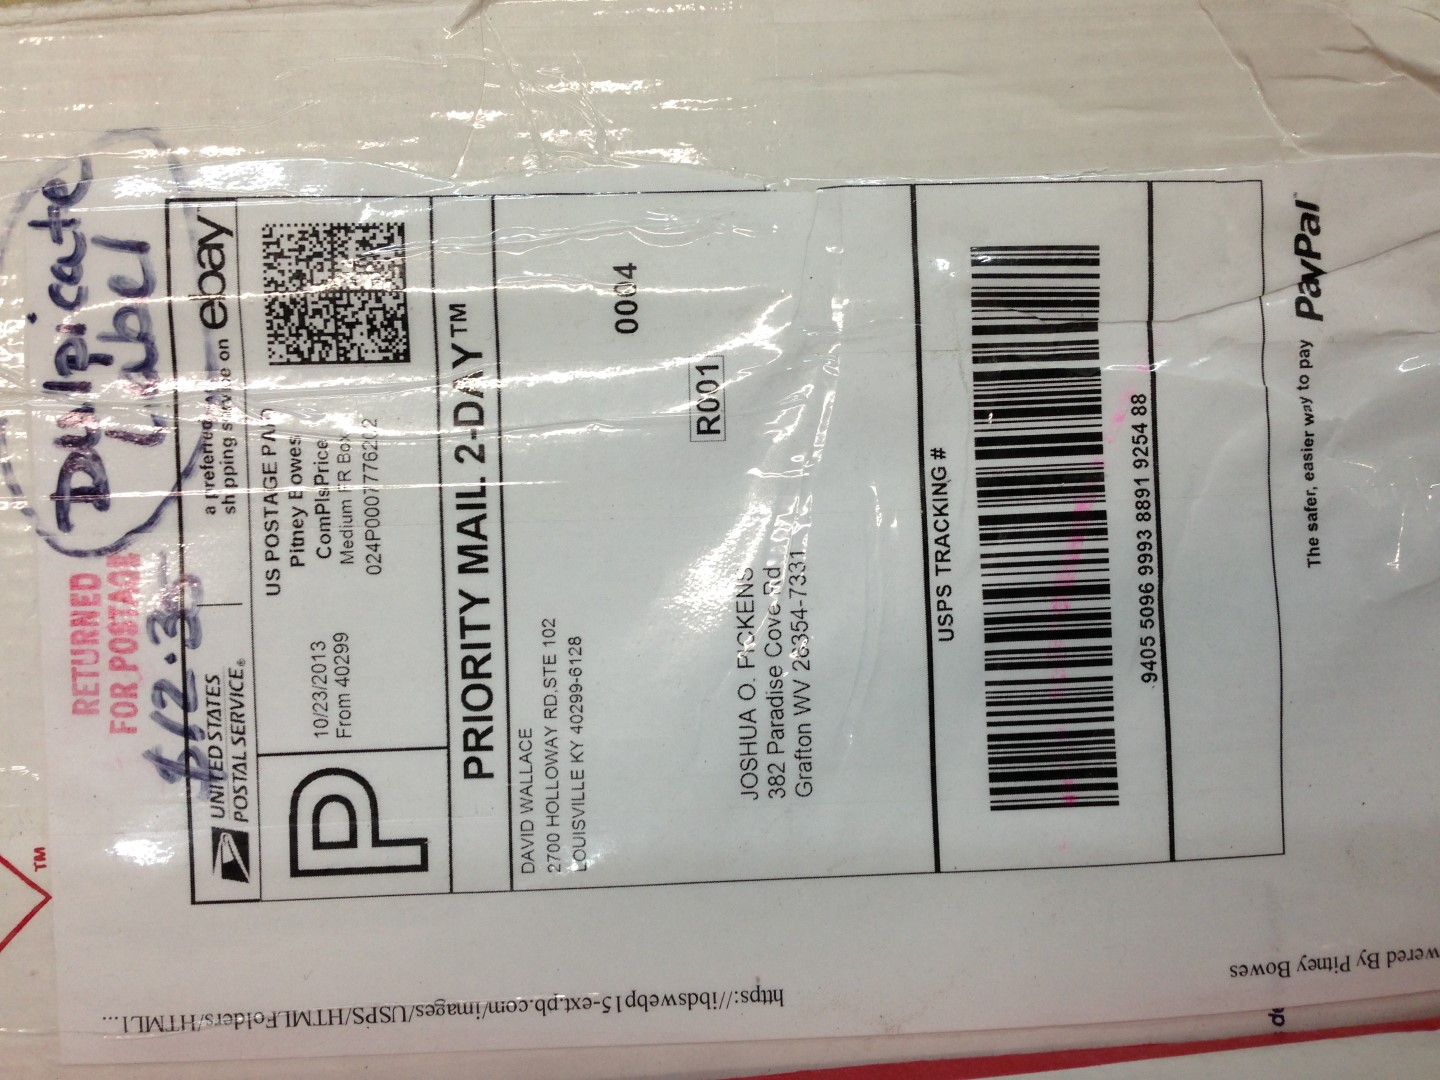 Dulpicate
Label
RETURNED
FOR POSTAGE
$12.35
UNITED STATES
POSTAL SERVICE®
a preferred
shipping service on ebay
P
10/23/2013
From 40299
US POSTAGE PAID
Pitney Bowes
ComPlsPrice
Medium FR Box
PRIORITY MAIL 2-DAY™
DAVID WALLACE
2700 HOLLOWAY RD,STE 102
LOUISVILLE KY 40299-6128
0004
R001
JOSHUA O. PICKENS
382 Paradise Cove Rd
Grafton WV 26354-7331
USPS TRACKING #
9405 5096 9993 8891 9254 88
The safer, easier way to pay PayPal™
https://ibdswebp15-ext.pb.com/images/USPS/HTMLFolders/HTML1...
wered By Pitney Bowes
TM